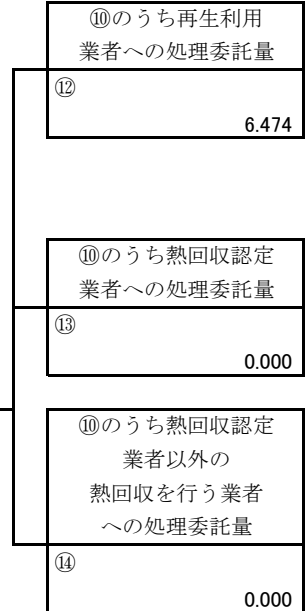 ⑩のうち再生利用
業者への処理委託量
⑫
6.474
⑩のうち熱回収認定
業者への処理委託量
⑬
0.000
⑩のうち熱回収認定
業者以外の
熱回収を行う業者
への処理委託量
⑭
0.000